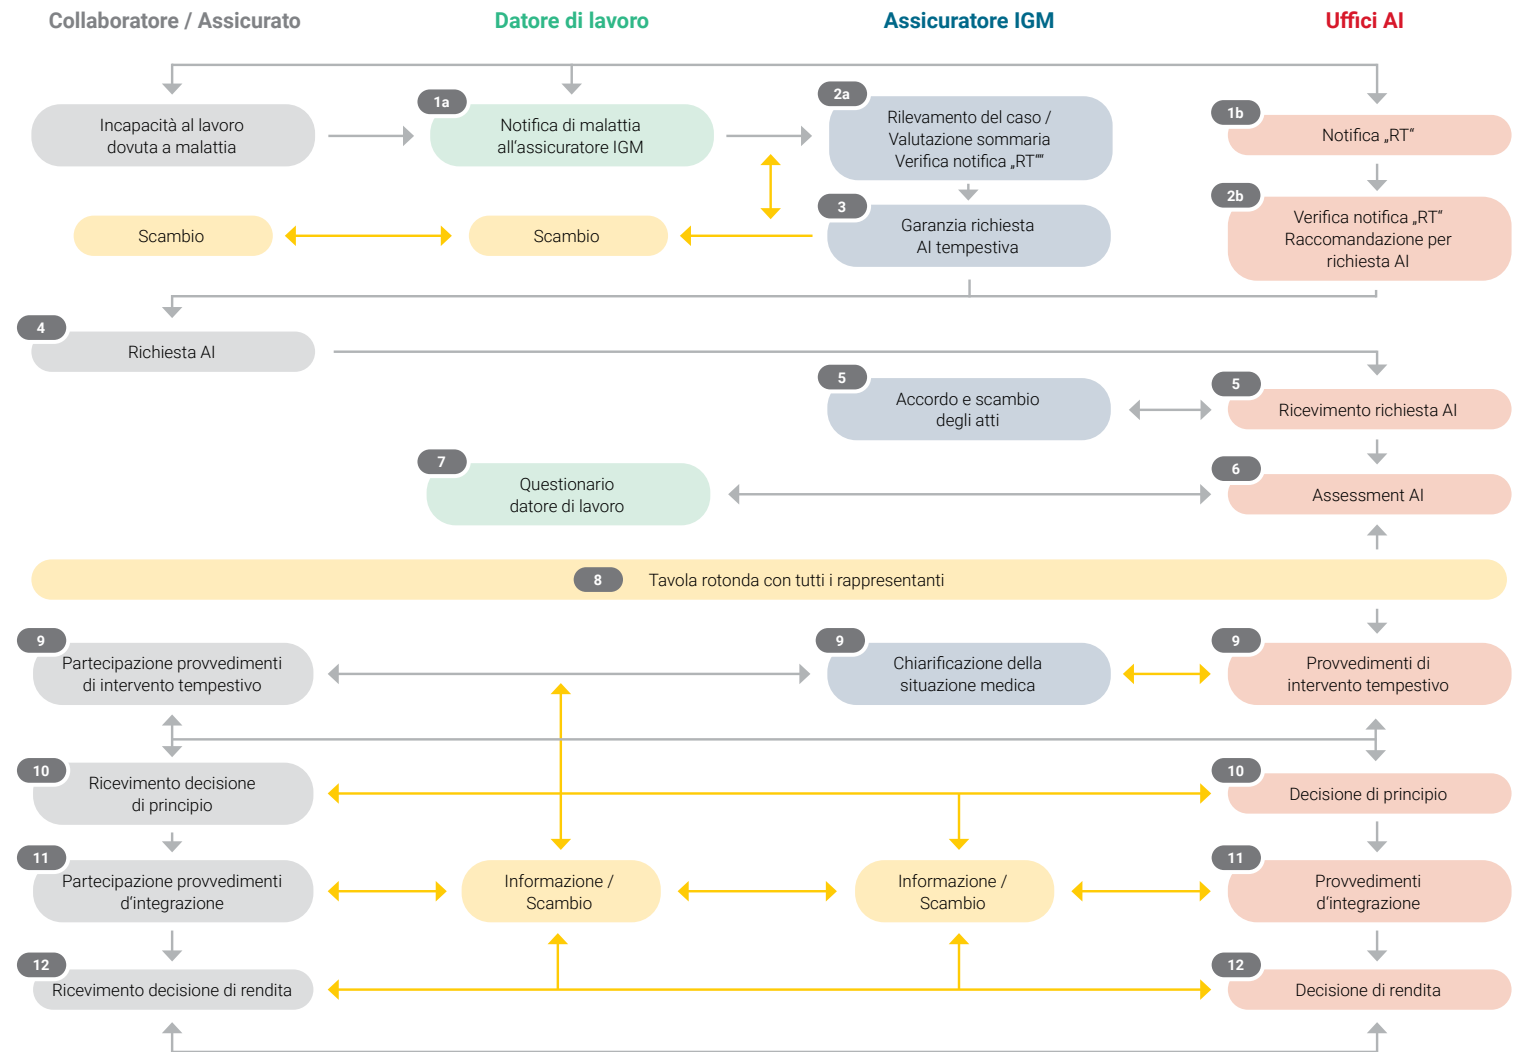 Collaboratore / Assicurato
Datore di lavoro
Assicuratore IGM
Uffici AI
Incapacità al lavoro
dovuta a malattia
1a
Notifica di malattia
all‘assicuratore IGM
2a
Rilevamento del caso /
Valutazione sommaria
Verifica notifica „RT“"
1b
Notifica „RT“
Scambio
Scambio
3
Garanzia richiesta
AI tempestiva
2b
Verifica notifica „RT“
Raccomandazione per
richiesta AI
4
Richiesta AI
5
Accordo e scambio
degli atti
5
Ricevimento richiesta AI
7
Questionario
datore di lavoro
6
Assessment AI
8
Tavola rotonda con tutti i rappresentanti
9
Partecipazione provvedimenti
di intervento tempestivo
9
Chiarificazione della
situazione medica
9
Provvedimenti di
intervento tempestivo
10
Ricevimento decisione
di principio
10
Decisione di principio
11
Partecipazione provvedimenti
d‘integrazione
Informazione /
Scambio
Informazione /
Scambio
11
Provvedimenti
d‘integrazione
12
Ricevimento decisione di rendita
12
Decisione di rendita